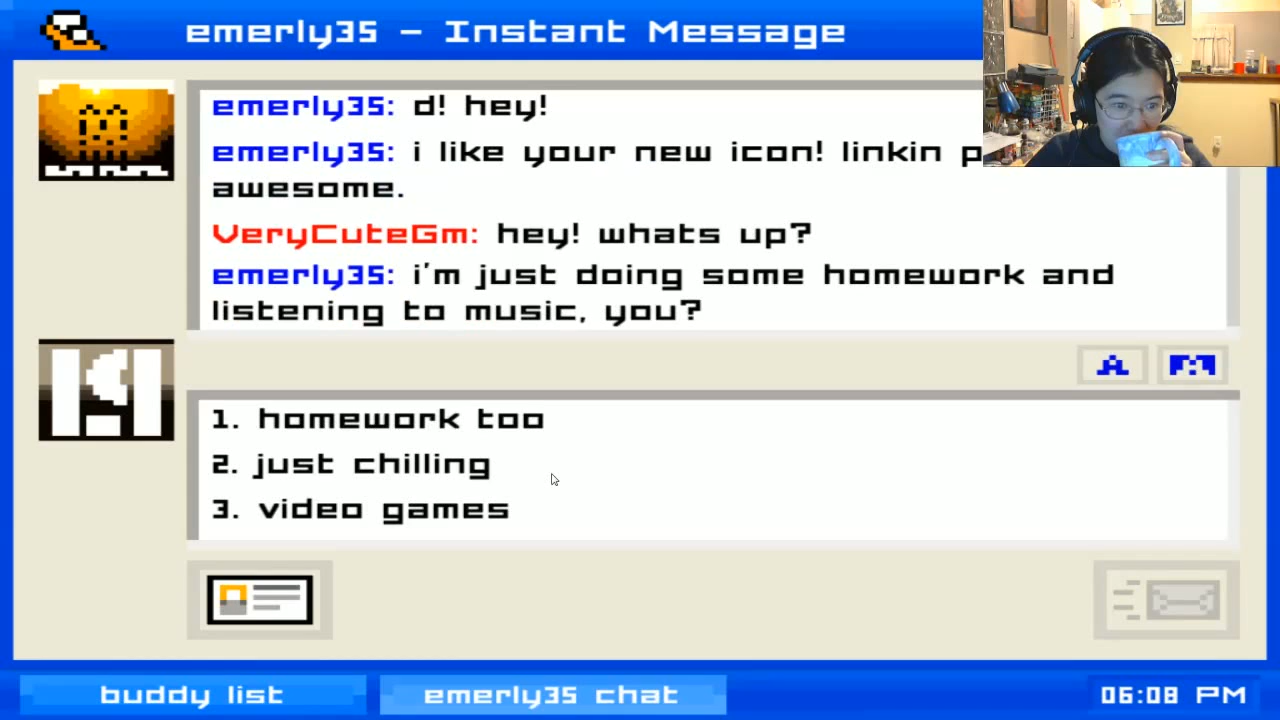 emerly35 - Instant Message
emerly35: d! hey!
emerly35: i like your new icon! linkin
awesome.
VeryCuteGm: hey! whats up?
emerly35: i'm just doing some homework and
listening to music, you?
A M
1. homework too
2. just chilling
3. video games
buddy list
emerly35 chat
06:08 PM